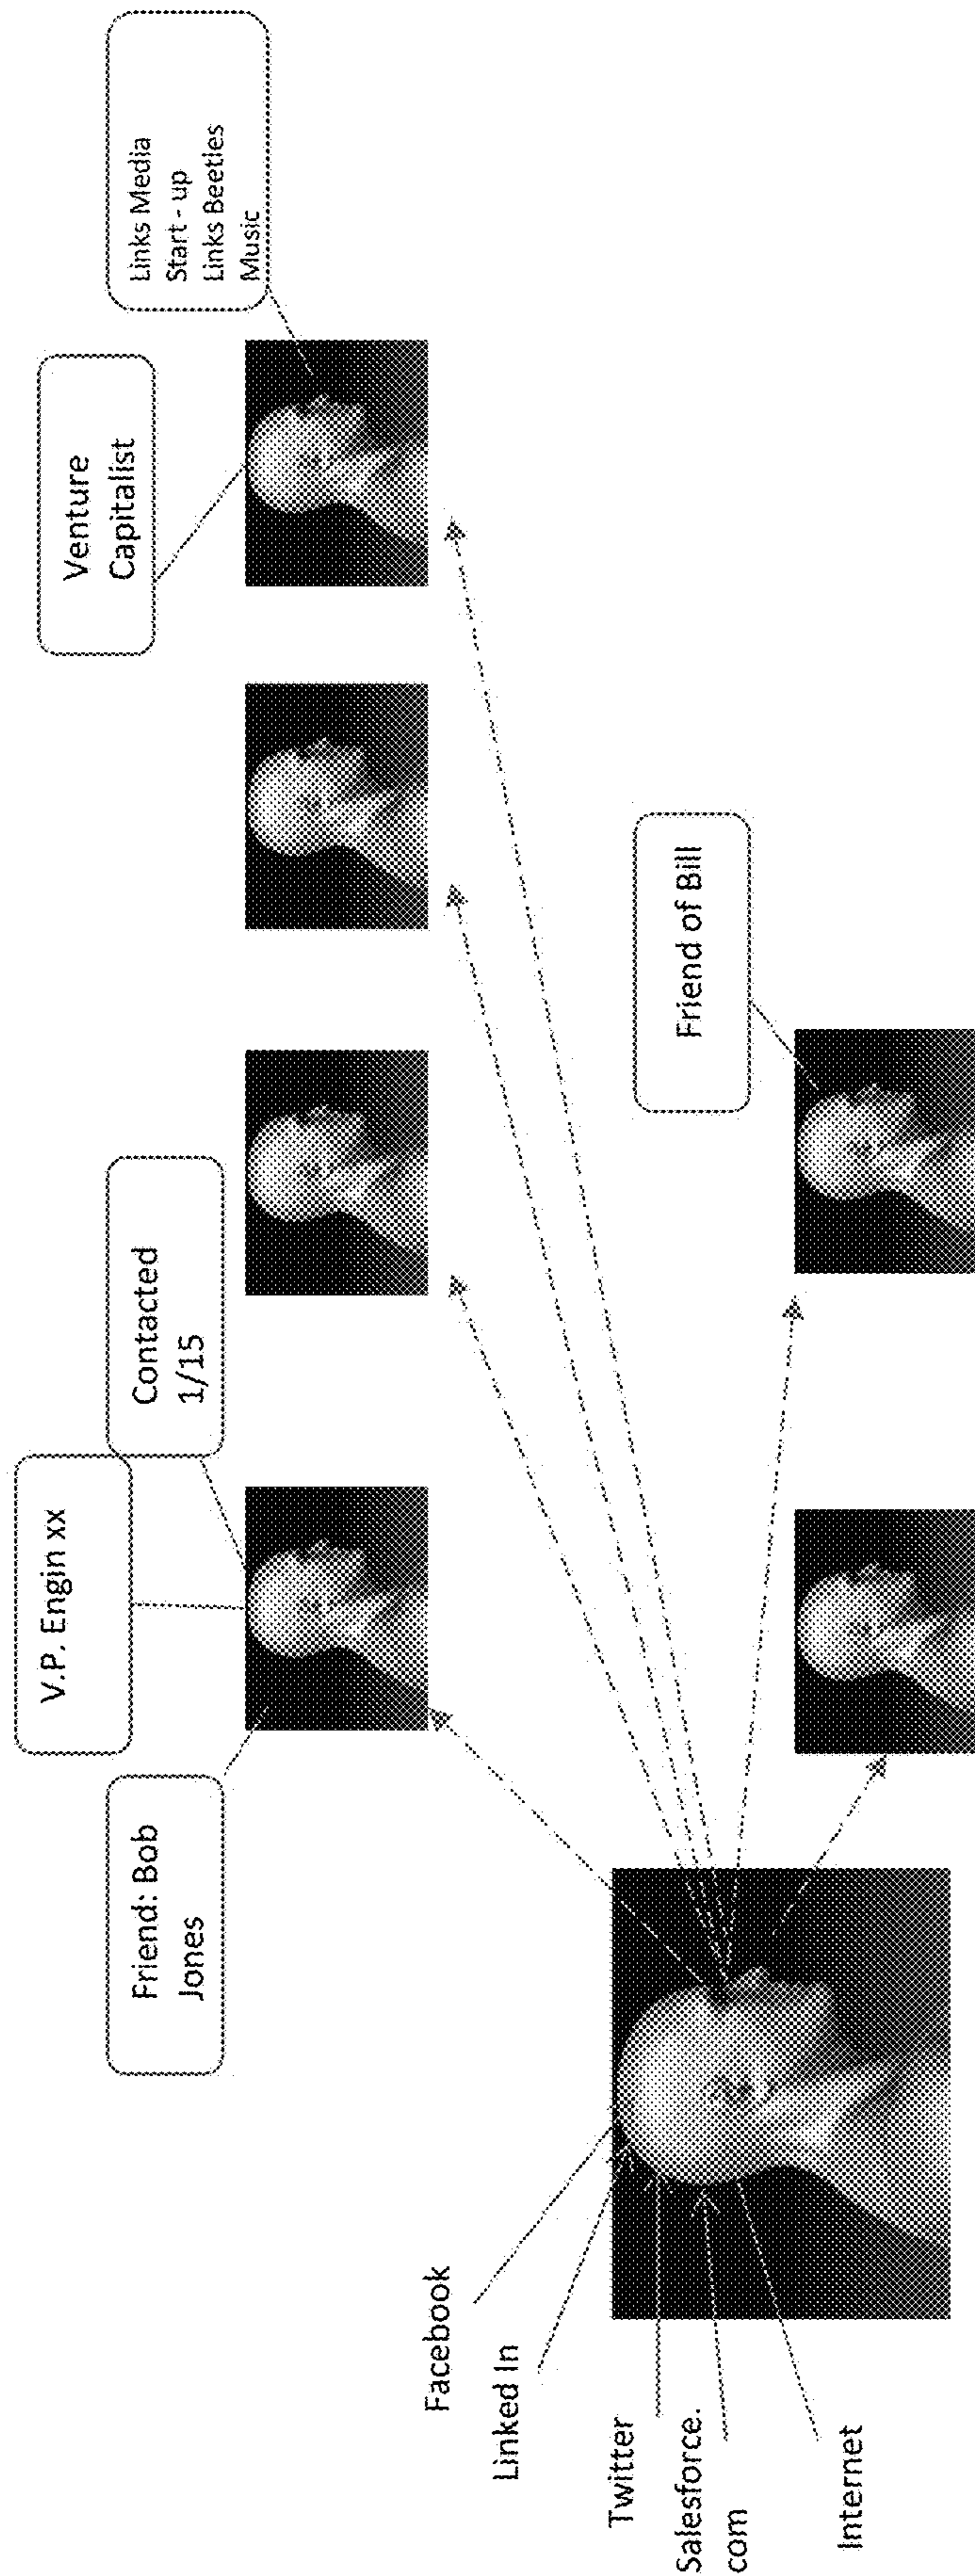 V.P. Engin xx
Friend: Bob
Jones
Contacted
1/15
Venture
Capitalist
Links Media
Start - up
Links Beetles
Music
Facebook
Linked In
Twitter
Salesforce.
com
Internet
Friend of Bill